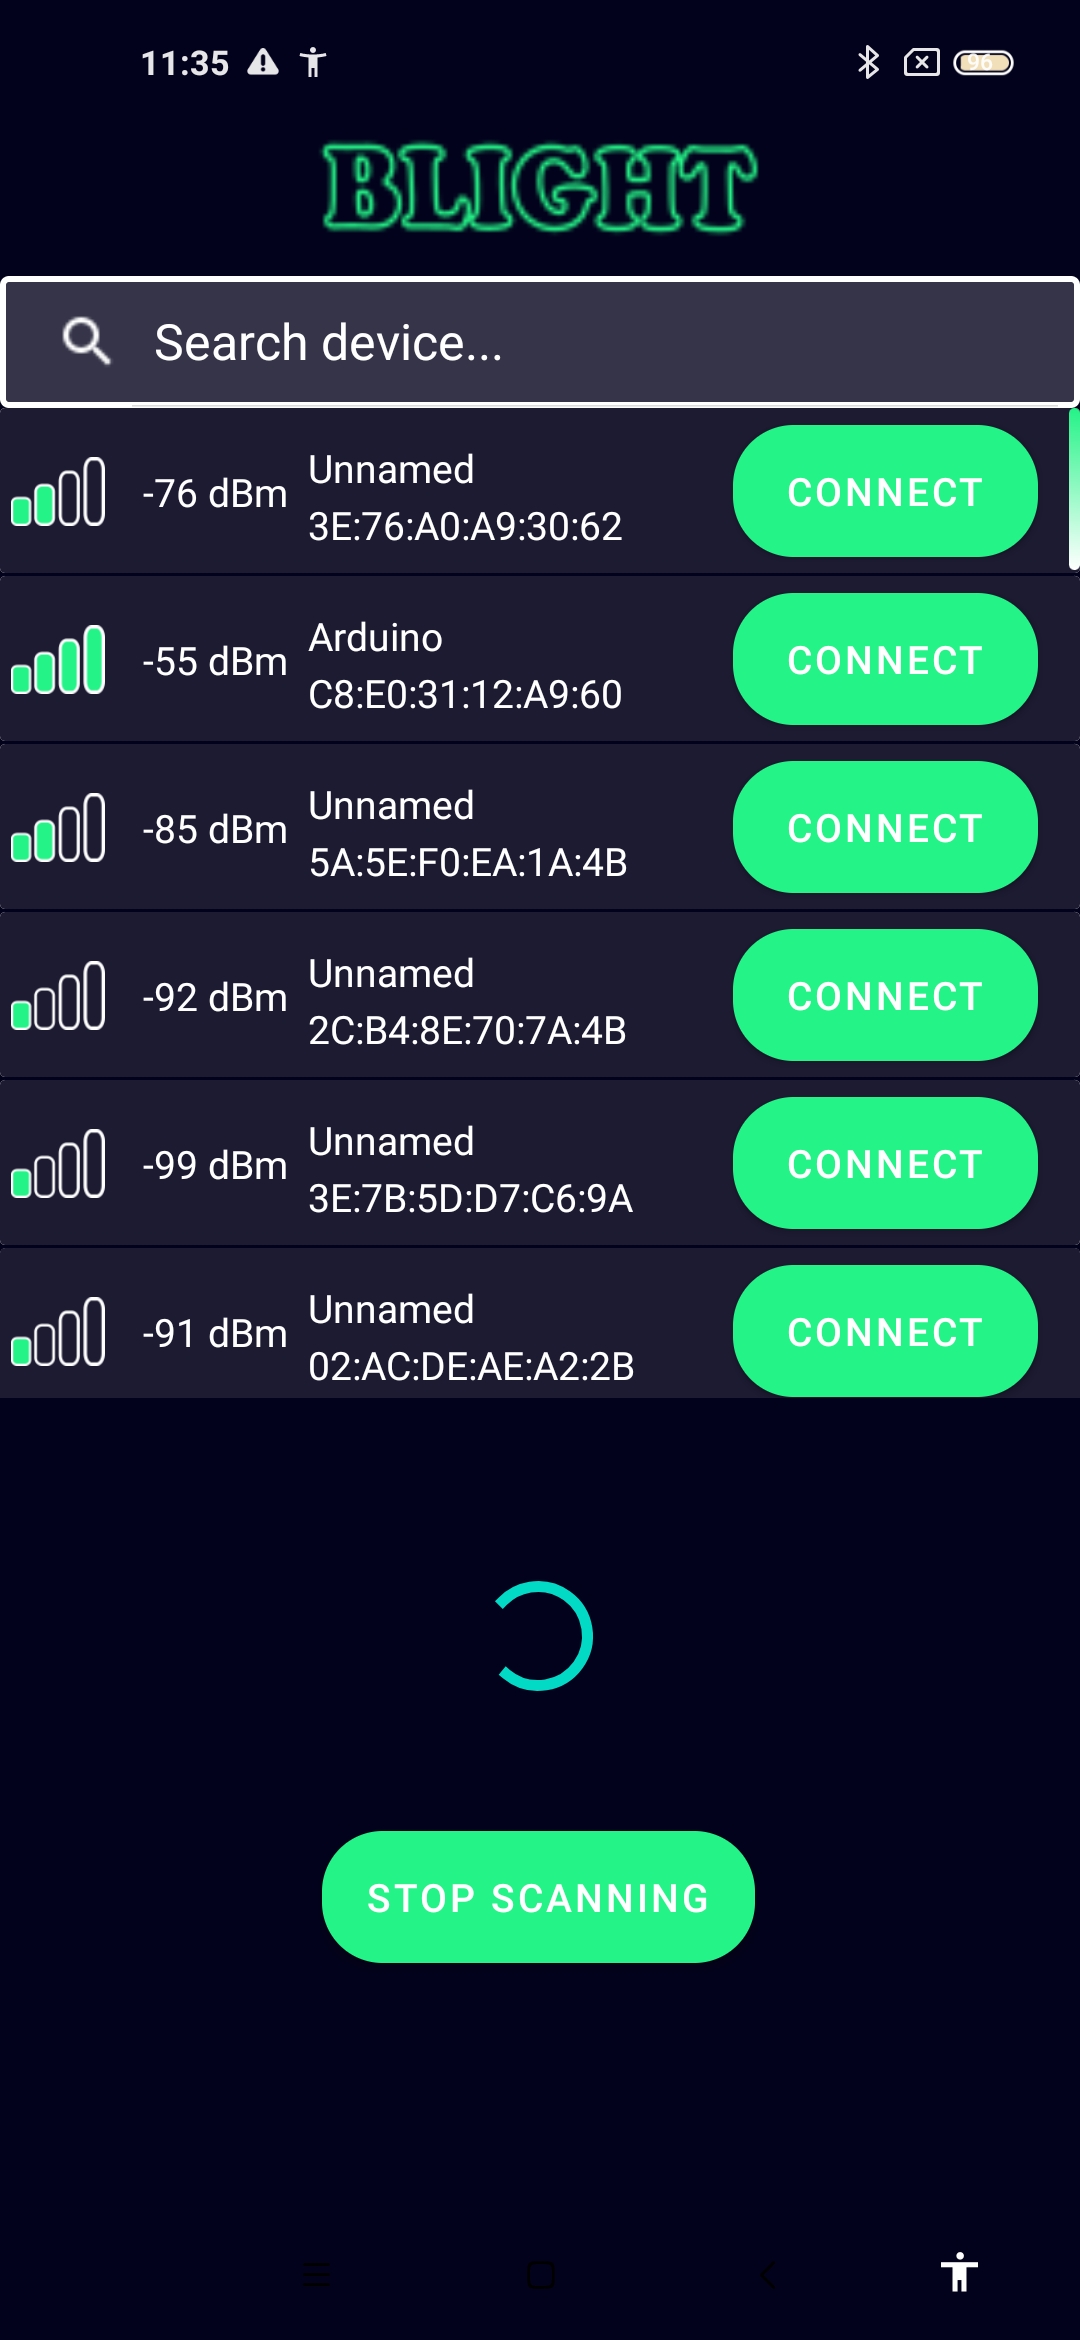 11:35
96
BLIGHT
Search device...
-76 dBm
Unnamed
3E:76:A0:A9:30:62
CONNECT
-55 dBm
Arduino
C8:E0:31:12:A9:60
CONNECT
-85 dBm
Unnamed
5A:5E:F0:EA:1A:4B
CONNECT
-92 dBm
Unnamed
2C:B4:8E:70:7A:4B
CONNECT
-99 dBm
Unnamed
3E:7B:5D:D7:C6:9A
CONNECT
-91 dBm
Unnamed
02:AC:DE:AE:A2:2B
CONNECT
STOP SCANNING